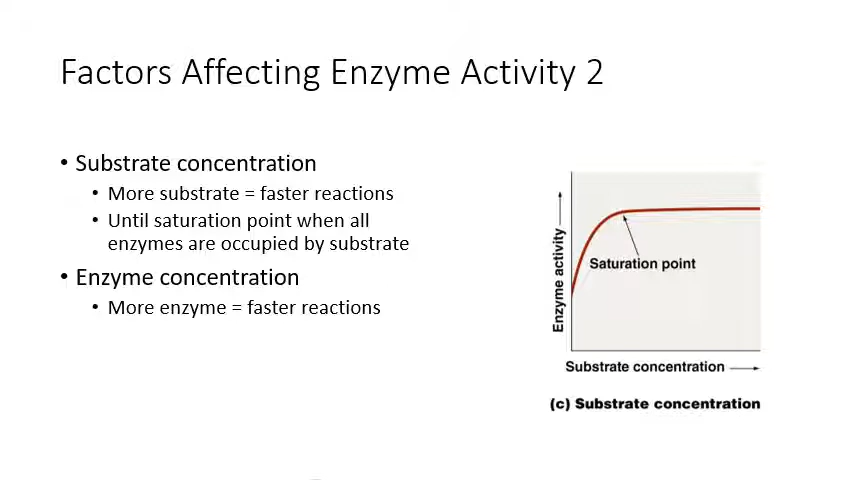 Factors Affecting Enzyme Activity 2
• Substrate concentration
• More substrate = faster reactions
• Until saturation point when all
enzymes are occupied by substrate
• Enzyme concentration
• More enzyme = faster reactions
Enzyme activity
Saturation point
Substrate concentration
(c) Substrate concentration